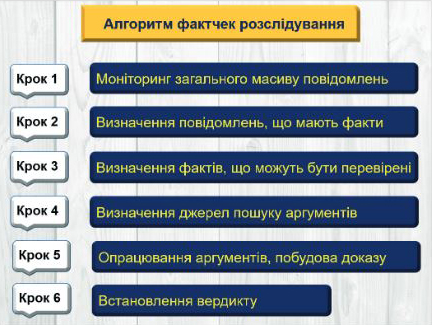 Алгоритм фактчек розслідування
Крок 1 Моніторинг загального масиву повідомлень
Крок 2 Визначення повідомлень, що мають факти
Крок 3 Визначення фактів, що можуть бути перевірені
Крок 4 Визначення джерел пошуку аргументів
Крок 5 Опрацювання аргументів, побудова доказу
Крок 6 Встановлення вердикту